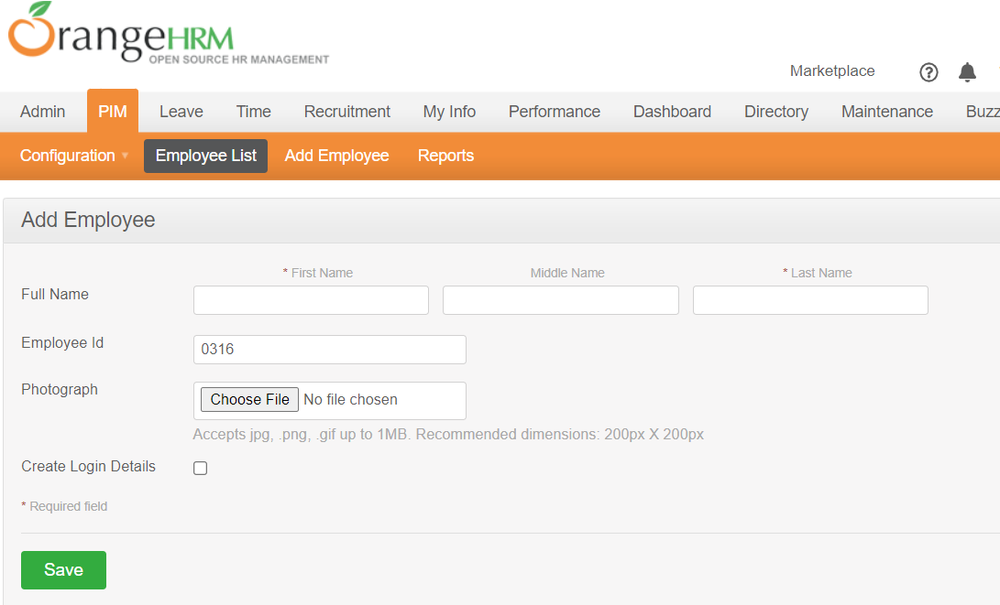 OrangeHRM
OPEN SOURCE HR MANAGEMENT
Marketplace
Admin PIM Leave Time Recruitment My Info Performance Dashboard Directory Maintenance Buzz
Configuration Employee List Add Employee Reports
Add Employee
* First Name Middle Name * Last Name
Full Name
Employee Id 0316
Photograph Choose File No file chosen
Accepts jpg, .png, .gif up to 1MB. Recommended dimensions: 200px X 200px
Create Login Details
* Required field
Save